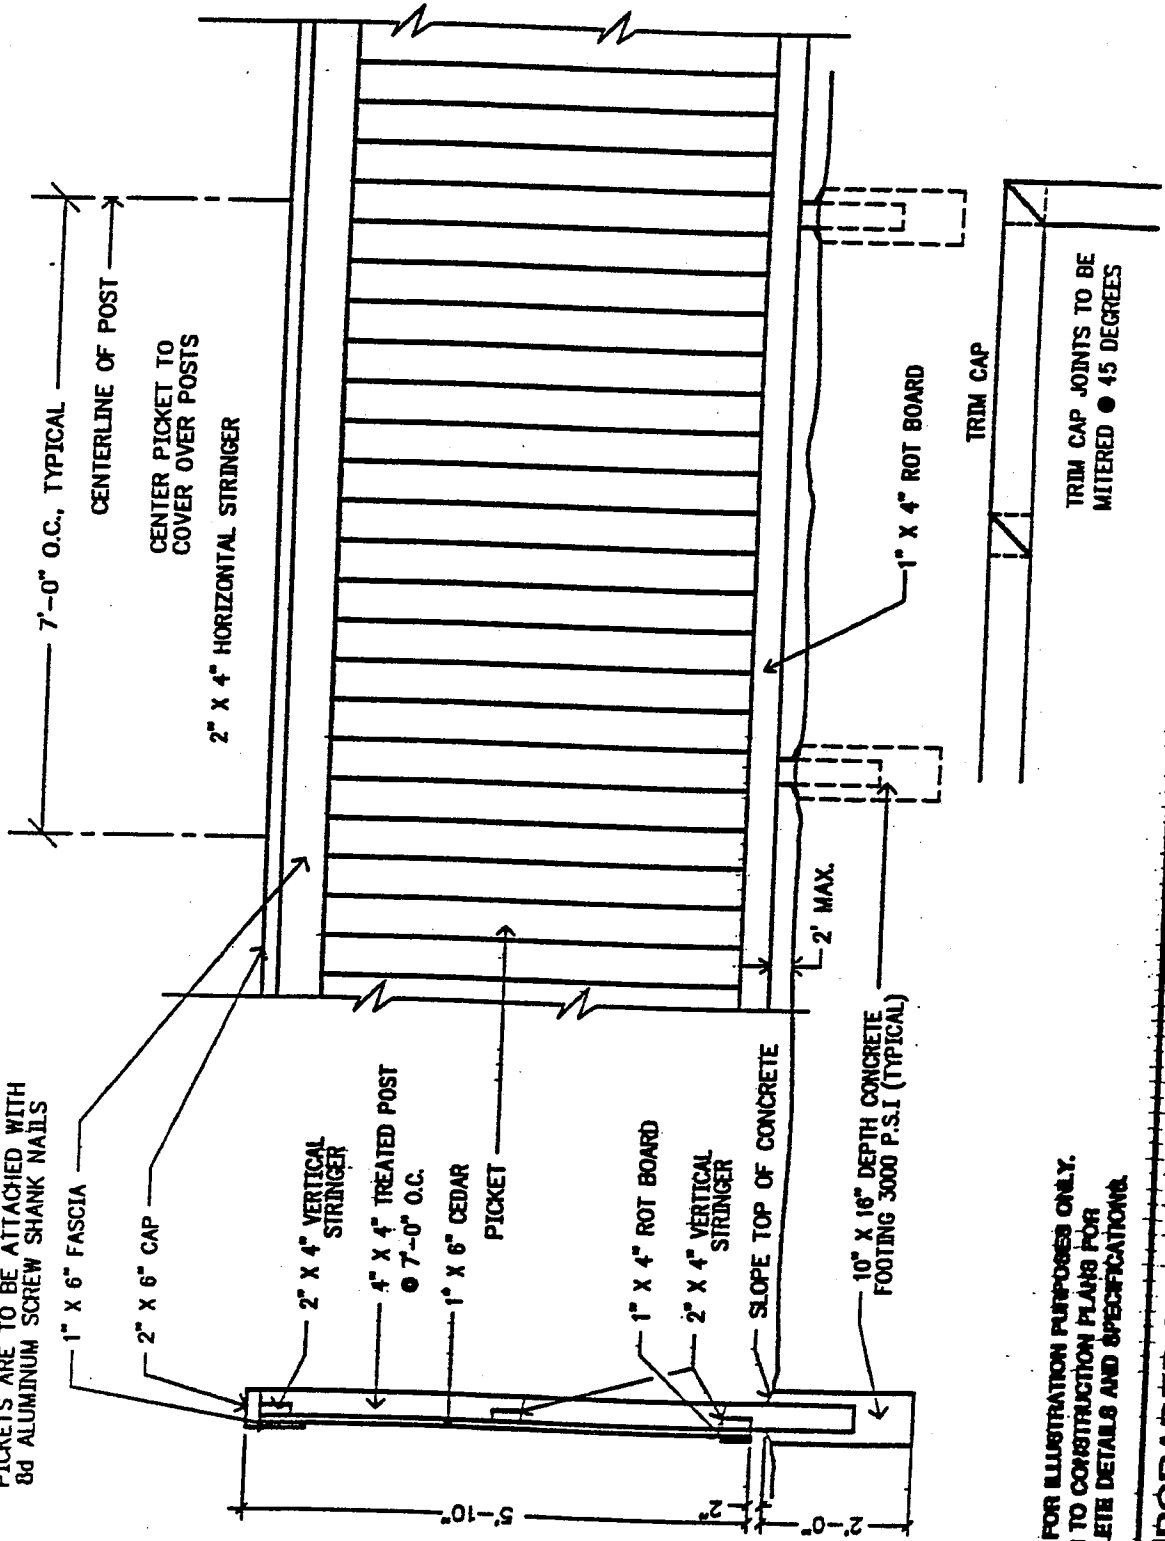 PICKETS ARE TO BE ATTACHED WITH
8d ALUMINUM SCREW SHANK NAILS
1" X 6" FASCIA
2" X 6" CAP
2" X 4" VERTICAL
STRINGER
4" X 4" TREATED POST
@ 7'-0" O.C.
1" X 6" CEDAR
PICKET
1" X 4" ROT BOARD
2" X 4" VERTICAL
STRINGER
SLOPE TOP OF CONCRETE
10" X 16" DEPTH CONCRETE
FOOTING 3000 P.S.I (TYPICAL)
5'-10"
2"
2'-0"
7'-0" O.C., TYPICAL
CENTERLINE OF POST
CENTER PICKET TO
COVER OVER POSTS
2" X 4" HORIZONTAL STRINGER
2' MAX.
1" X 4" ROT BOARD
TRIM CAP
TRIM CAP JOINTS TO BE
MITERED @ 45 DEGREES
FOR ILLUSTRATION PURPOSES ONLY.
TO CONSTRUCTION PLANS FOR
DETAILS AND SPECIFICATIONS.